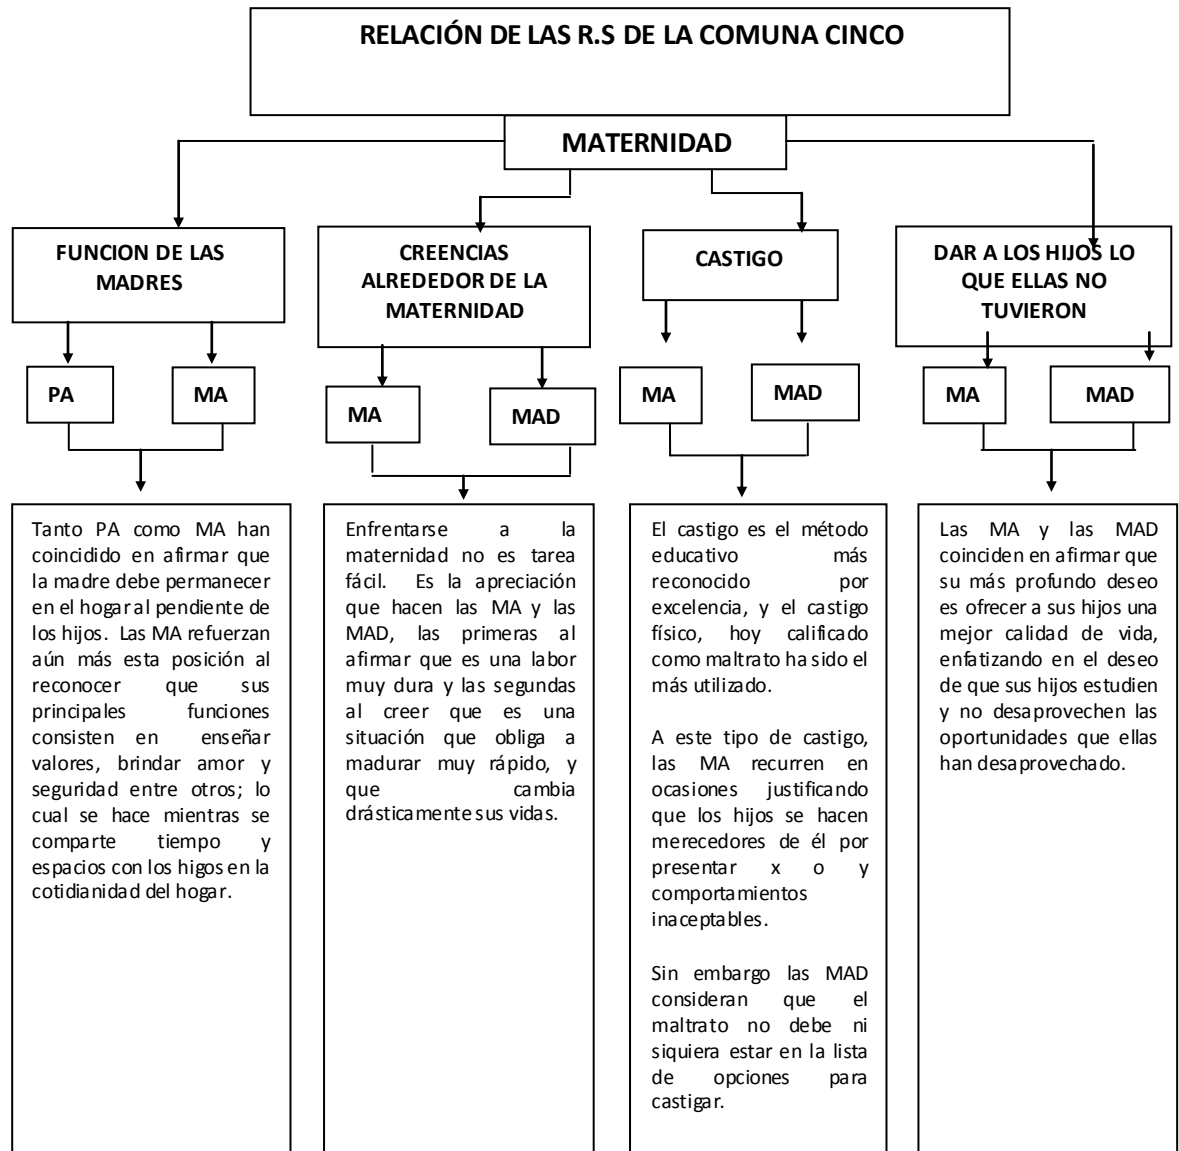 RELACIÓN DE LAS R.S DE LA COMUNA CINCO
MATERNIDAD
FUNCION DE LAS
MADRES
CREENCIAS
ALREDEDOR DE LA
MATERNIDAD
CASTIGO
DAR A LOS HIJOS LO
QUE ELLAS NO
TUVIERON
PA
MA
MA
MAD
MA
MAD
MA
MAD
Tanto PA como MA han
coincidido en afirmar que
la madre debe permanecer
en el hogar al pendiente de
los hijos. Las MA refuerzan
aún más esta posición al
reconocer que sus
principales funciones
consisten en enseñar
valores, brindar amor y
seguridad entre otros; lo
cual se hace mientras se
comparte tiempo y
espacios con los higos en la
cotidianidad del hogar.
Enfrentarse a la
maternidad no es tarea
fácil. Es la apreciación
que hacen las MA y las
MAD, las primeras al
afirmar que es una labor
muy dura y las segundas
al creer que es una
situación que obliga a
madurar muy rápido, y
que cambia
drásticamente sus vidas.
El castigo es el método
educativo más
reconocido por
excelencia, y el castigo
físico, hoy calificado
como maltrato ha sido el
más utilizado.
A este tipo de castigo,
las MA recurren en
ocasiones justificando
que los hijos se hacen
merecedores de él por
presentar x o y
comportamientos
inaceptables.
Sin embargo las MAD
consideran que el
maltrato no debe ni
siquiera estar en la lista
de opciones para
castigar.
Las MA y las MAD
coinciden en afirmar que
su más profundo deseo
es ofrecer a sus hijos una
mejor calidad de vida,
enfatizando en el deseo
de que sus hijos estudien
y no desaprovechen las
oportunidades que ellas
han desaprovechado.